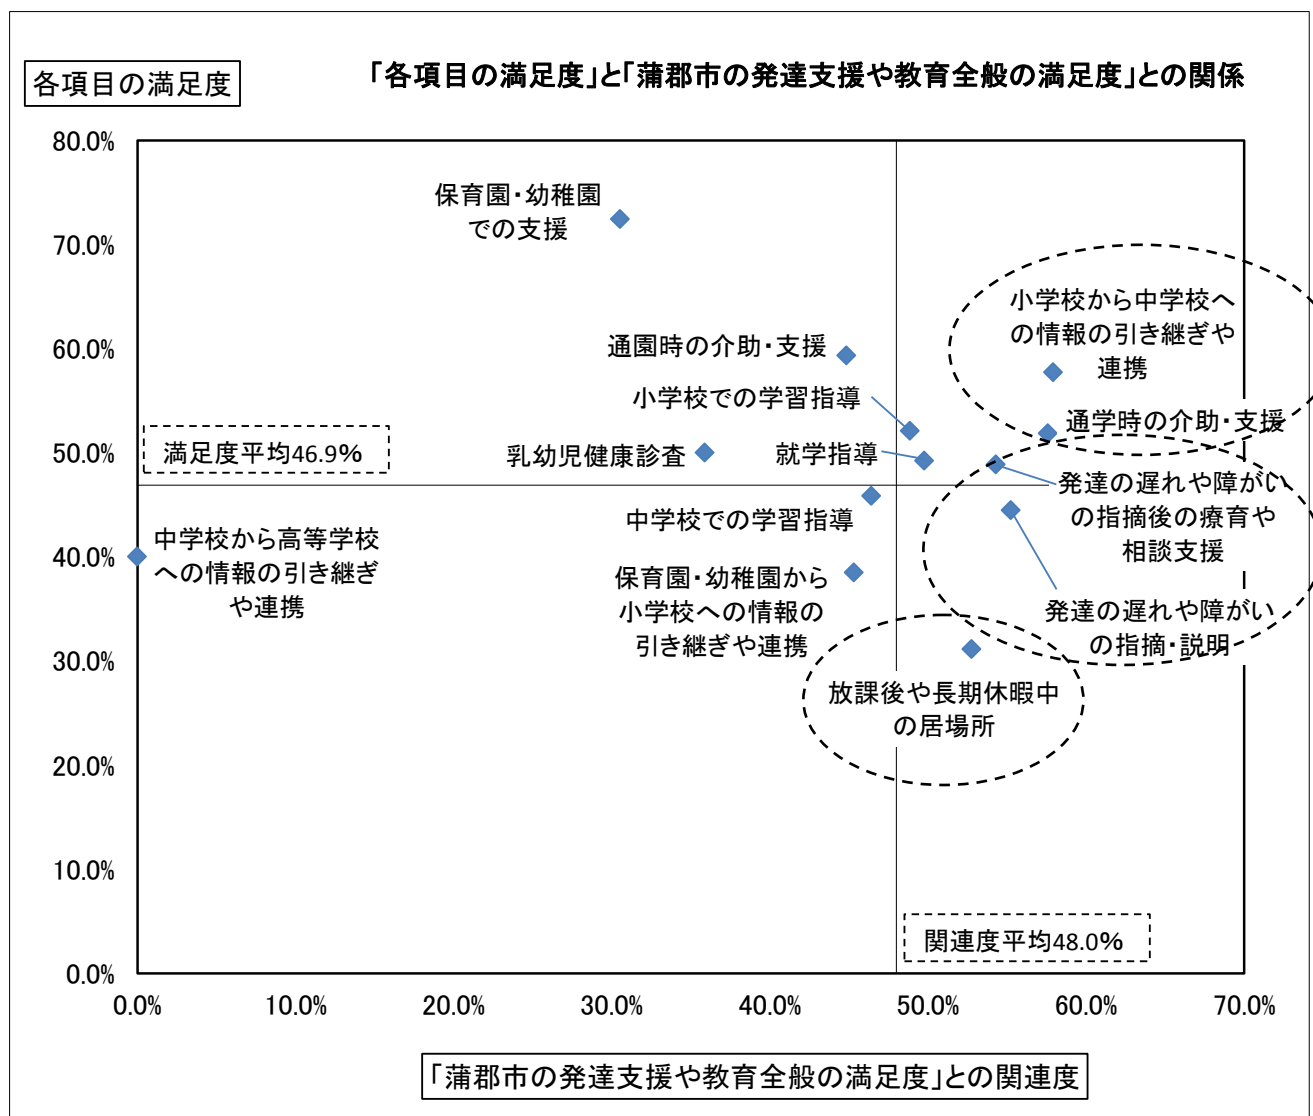 「各項目の満足度」と「蒲郡市の発達支援や教育全般の満足度」との関係
各項目の満足度
80.0%
70.0%
60.0%
50.0%
40.0%
30.0%
20.0%
10.0%
0.0%
保育園・幼稚園
での支援
小学校から中学校へ
の情報の引き継ぎや
連携
通園時の介助・支援
小学校での学習指導
通学時の介助・支援
満足度平均46.9%
乳幼児健康診査
就学指導
発達の遅れや障がい
の指摘後の療育や
相談支援
中学校での学習指導
中学校から高等学校
への情報の引き継ぎ
や連携
保育園・幼稚園から
小学校への情報の
引き継ぎや連携
発達の遅れや障がい
の指摘・説明
放課後や長期休暇中
の居場所
関連度平均48.0%
0.0%
10.0%
20.0%
30.0%
40.0%
50.0%
60.0%
70.0%
「蒲郡市の発達支援や教育全般の満足度」との関連度